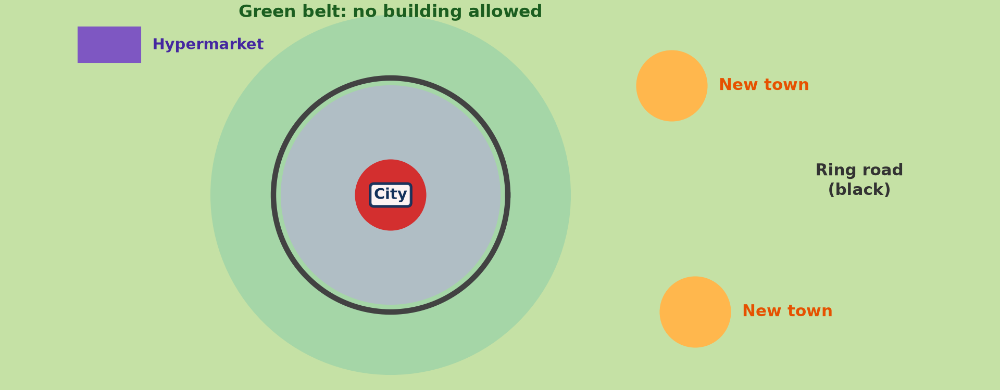 Green belt: no building allowed
Hypermarket
New town
Ring road
(black)
City
New town